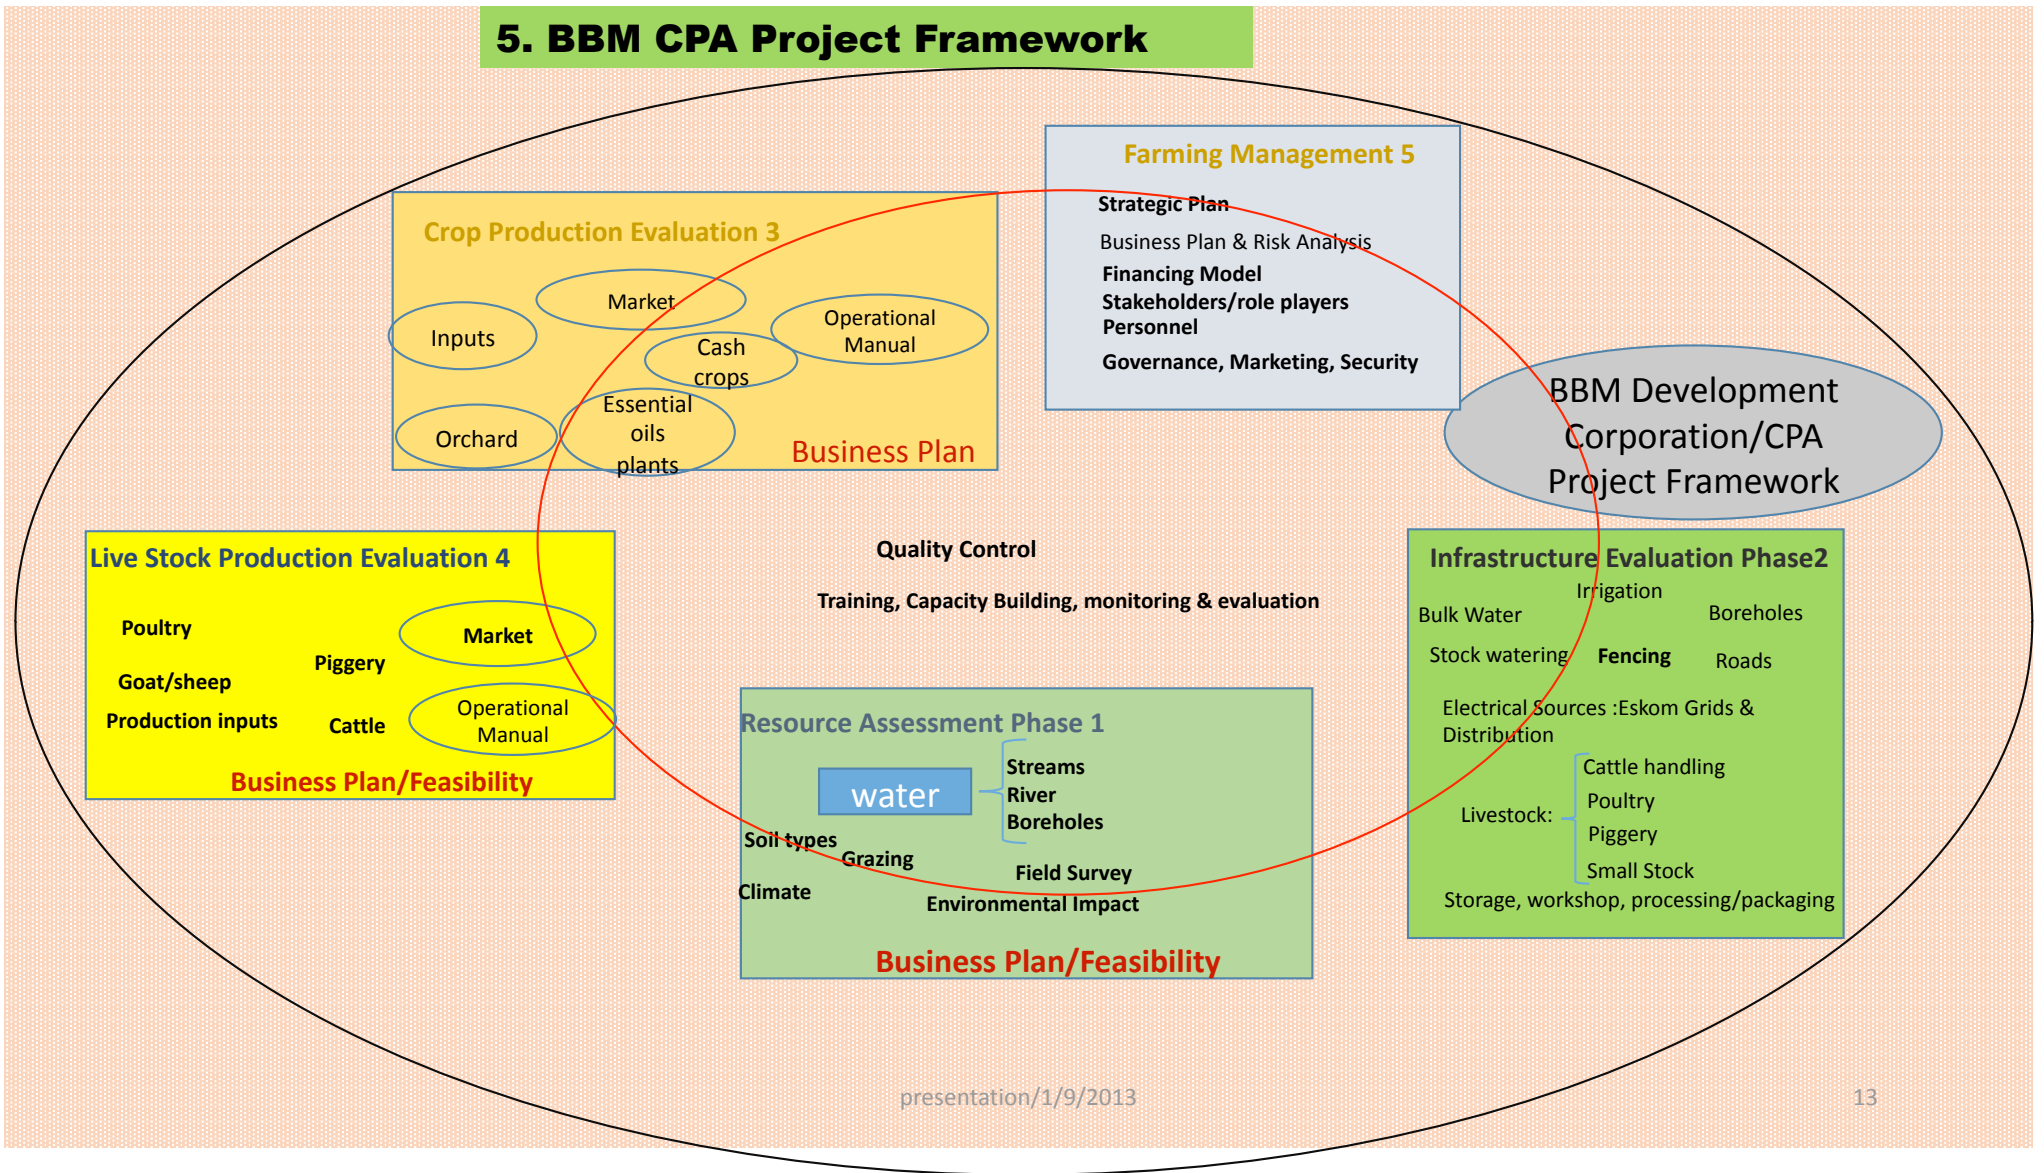 5. BBM CPA Project Framework
Farming Management 5
Strategic Plan
Business Plan & Risk Analysis
Financing Model
Stakeholders/role players
Personnel
Governance, Marketing, Security
Crop Production Evaluation 3
Market
Inputs
Operational
Manual
Cash
crops
Essential
oils
plants
Orchard
Business Plan
BBM Development
Corporation/CPA
Project Framework
Live Stock Production Evaluation 4
Poultry
Market
Piggery
Goat/sheep
Production inputs
Cattle
Operational
Manual
Business Plan/Feasibility
Quality Control
Training, Capacity Building, monitoring & evaluation
Infrastructure Evaluation Phase2
Irrigation
Bulk Water
Boreholes
Stock watering
Fencing
Roads
Electrical Sources :Eskom Grids &
Distribution
Livestock:
Cattle handling
Poultry
Piggery
Small Stock
Storage, workshop, processing/packaging
Resource Assessment Phase 1
water
Streams
River
Boreholes
Soil types
Grazing
Field Survey
Climate
Environmental Impact
Business Plan/Feasibility
presentation/1/9/2013
13